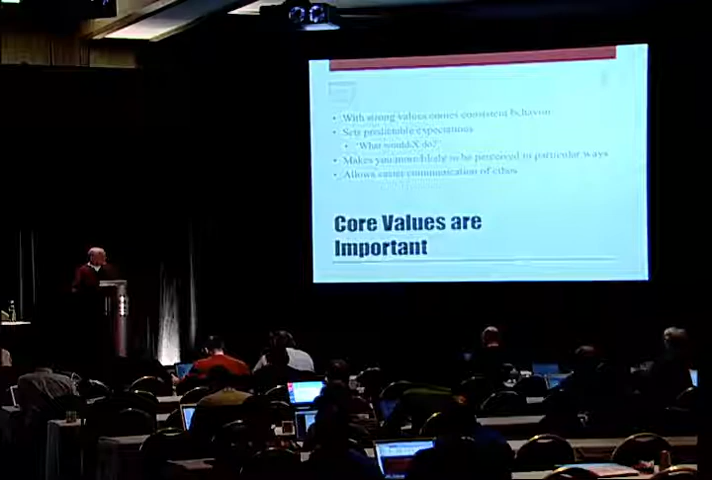 • With strong values comes consistent behavior
• Sets predictable expectations
• "What would X do?"
• Makes you more likely to be perceived in particular ways
• Allows easier communication of ethos
Core Values are
Important